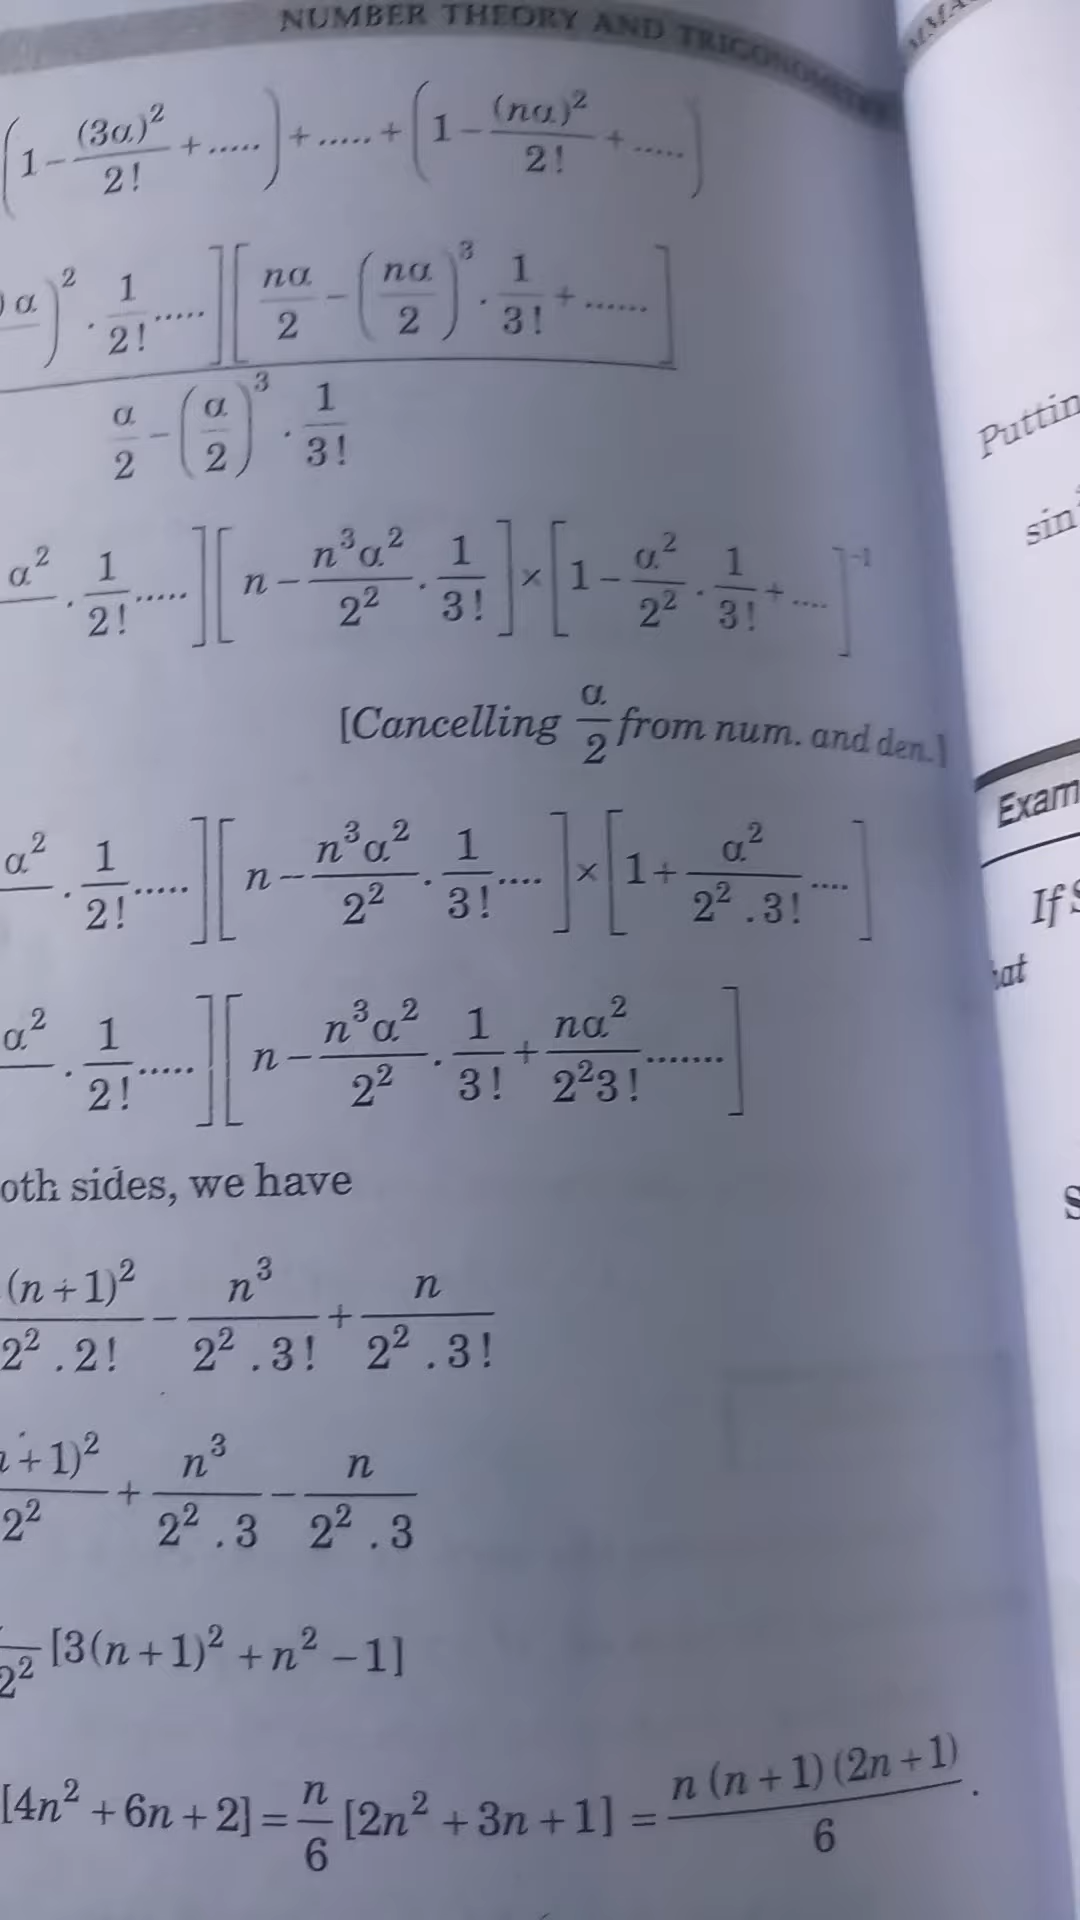 NUMBER THEORY AND TRIGONOMETRY
(1 − (3α)²/2! + .....) + ..... + (1 − (nα)²/2! + .....)
α)² . 1/2! .....][nα/2 − (nα/2)³ . 1/3! + ......]
α/2 − (α/2)³ . 1/3!
α² . 1/2! .....][n − n³α²/2² . 1/3!] × [1 − α²/2² . 1/3! + ....]⁻¹
[Cancelling α/2 from num. and den.]
α² . 1/2! .....][n − n³α²/2² . 1/3! ....] × [1 + α²/2² . 3! ....]
α² . 1/2! .....][n − n³α²/2² . 1/3! + nα²/2²3! .......]
oth sides, we have
(n + 1)²/2² . 2! − n³/2² . 3! + n/2² . 3!
+ 1)²/2² + n³/2² . 3 − n/2² . 3
2² [3(n + 1)² + n² − 1]
[4n² + 6n + 2] = n/6 [2n² + 3n + 1] = n (n + 1) (2n + 1)/6 .
Puttin
sin
Exam
If S
hat
S